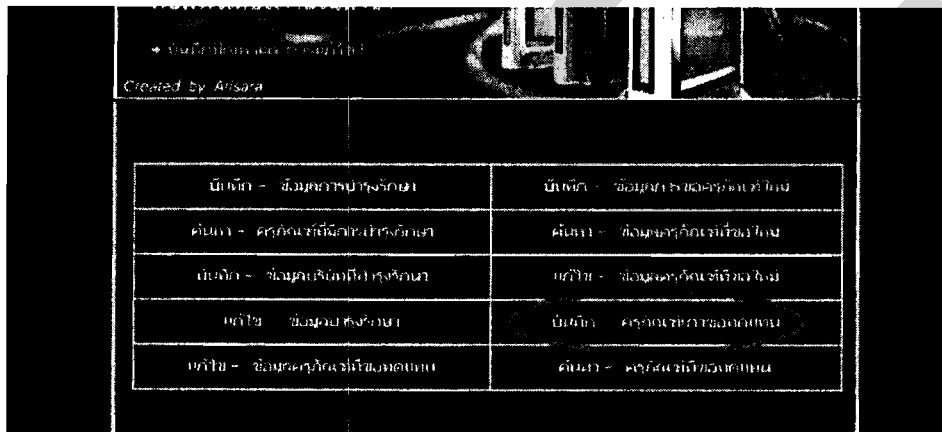 Created by Arisara
บันทึก - ข้อมูลการบำรุงรักษา
บันทึก - ข้อมูลการขอครุภัณฑ์ใหม่
ค้นหา - ครุภัณฑ์ที่มีการบำรุงรักษา
ค้นหา - ข้อมูลครุภัณฑ์ที่ขอใหม่
บันทึก - ข้อมูลบริษัทที่บำรุงรักษา
แก้ไข - ข้อมูลครุภัณฑ์ที่ขอใหม่
แก้ไข ข้อมูลบำรุงรักษา
บันทึก ครุภัณฑ์การขอทดแทน
แก้ไข - ข้อมูลครุภัณฑ์ที่ขอทดแทน
ค้นหา - ครุภัณฑ์ที่ขอทดแทน